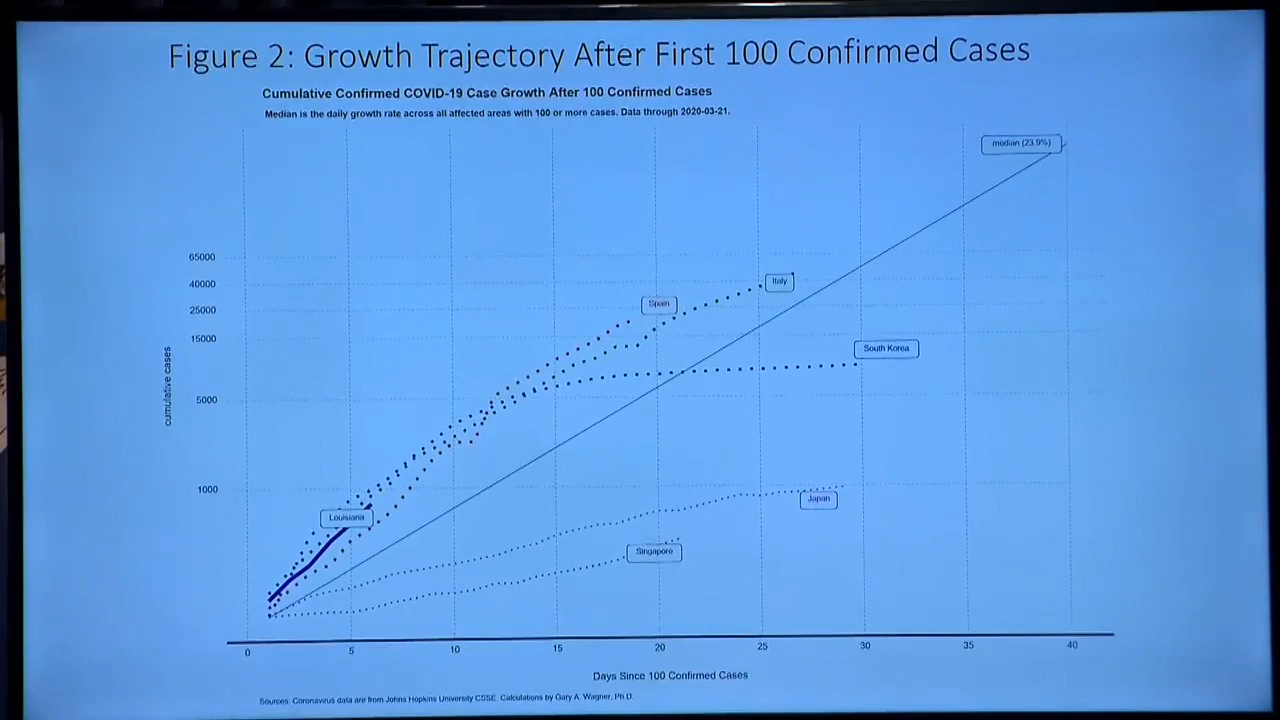 Figure 2: Growth Trajectory After First 100 Confirmed Cases
Cumulative Confirmed COVID-19 Case Growth After 100 Confirmed Cases
Median is the daily growth rate across all affected areas with 100 or more cases. Data through 2020-03-21.
median (23.9%)
65000
40000
25000
15000
5000
1000
cumulative cases
Italy
Spain
South Korea
Louisiana
Japan
Singapore
0 5 10 15 20 25 30 35 40
Days Since 100 Confirmed Cases
Sources: Coronavirus data are from Johns Hopkins University CSSE. Calculations by Gary A. Wagner, Ph.D.